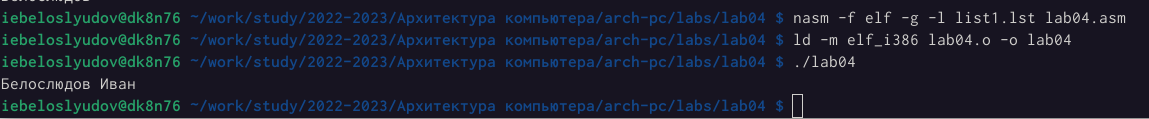 Белослюдов
iebeloslyudov@dk8n76 ~/work/study/2022-2023/Архитектура компьютера/arch-pc/labs/lab04 $ nasm -f elf -g -l list1.lst lab04.asm
iebeloslyudov@dk8n76 ~/work/study/2022-2023/Архитектура компьютера/arch-pc/labs/lab04 $ ld -m elf_i386 lab04.o -o lab04
iebeloslyudov@dk8n76 ~/work/study/2022-2023/Архитектура компьютера/arch-pc/labs/lab04 $ ./lab04
Белослюдов Иван
iebeloslyudov@dk8n76 ~/work/study/2022-2023/Архитектура компьютера/arch-pc/labs/lab04 $